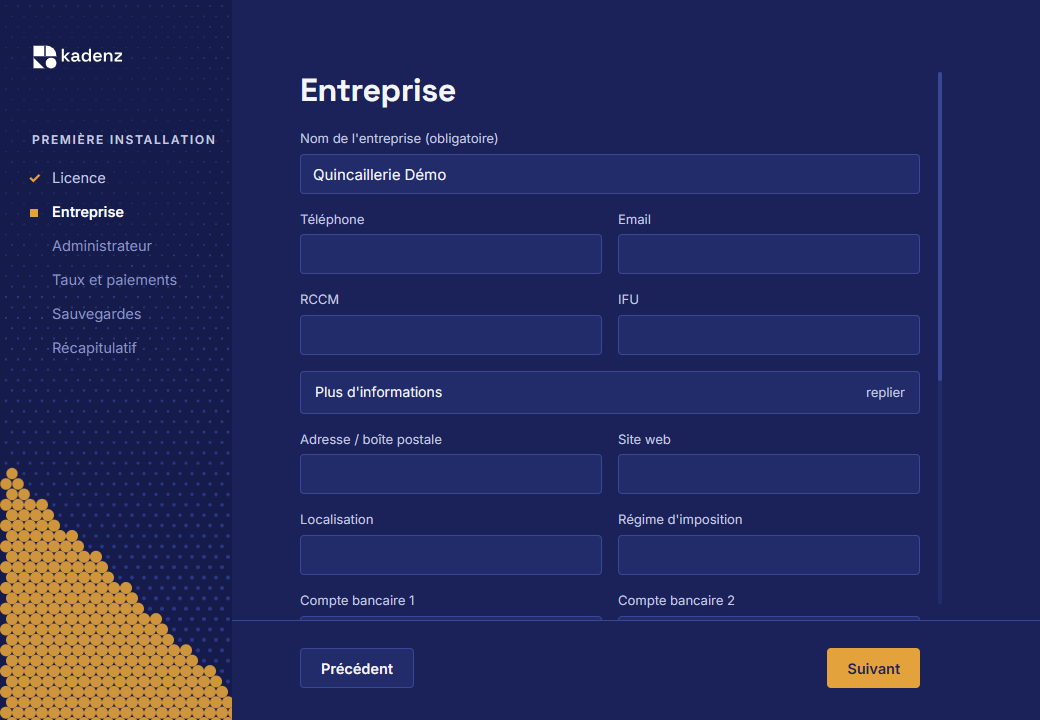 kadenz
PREMIÈRE INSTALLATION
Licence
Entreprise
Administrateur
Taux et paiements
Sauvegardes
Récapitulatif
Entreprise
Nom de l'entreprise (obligatoire)
Quincaillerie Démo
Téléphone
Email
RCCM
IFU
Plus d'informations
replier
Adresse / boîte postale
Site web
Localisation
Régime d'imposition
Compte bancaire 1
Compte bancaire 2
Précédent
Suivant